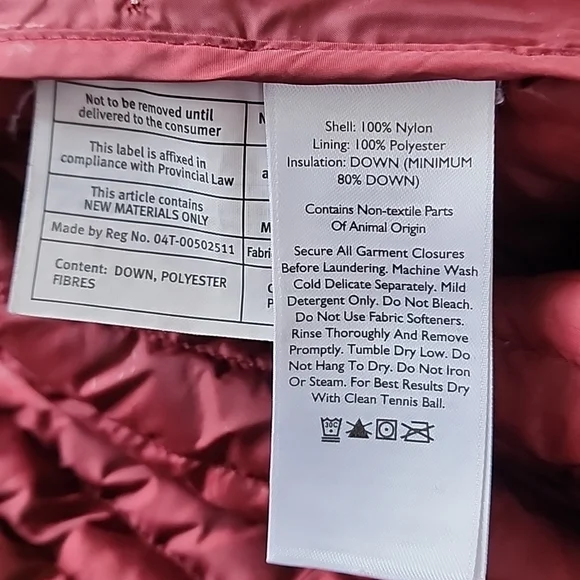 Not to be removed until
delivered to the consumer
This label is affixed in
compliance with Provincial Law
This article contains
NEW MATERIALS ONLY
Made by Reg No. 04T-00502511
Content: DOWN, POLYESTER
FIBRES
Shell: 100% Nylon
Lining: 100% Polyester
Insulation: DOWN (MINIMUM
80% DOWN)
Contains Non-textile Parts
Of Animal Origin
Secure All Garment Closures
Before Laundering. Machine Wash
Cold Delicate Separately. Mild
Detergent Only. Do Not Bleach.
Do Not Use Fabric Softeners.
Rinse Thoroughly And Remove
Promptly. Tumble Dry Low. Do
Not Hang To Dry. Do Not Iron
Or Steam. For Best Results Dry
With Clean Tennis Ball.
30C